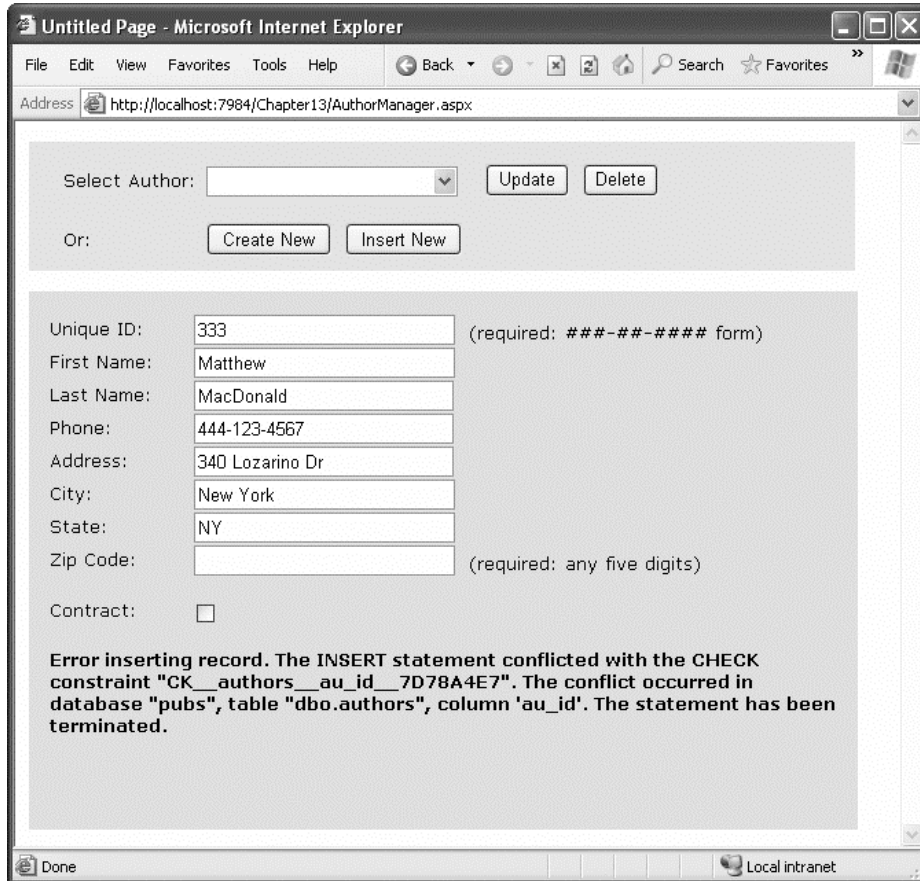 Untitled Page - Microsoft Internet Explorer
File Edit View Favorites Tools Help Back Search Favorites »
Address http://localhost:7984/Chapter13/AuthorManager.aspx
Select Author: Update Delete
Or: Create New Insert New
Unique ID: 333 (required: ###-##-#### form)
First Name: Matthew
Last Name: MacDonald
Phone: 444-123-4567
Address: 340 Lozarino Dr
City: New York
State: NY
Zip Code: (required: any five digits)
Contract:
Error inserting record. The INSERT statement conflicted with the CHECK
constraint "CK__authors__au_id__7D78A4E7". The conflict occurred in
database "pubs", table "dbo.authors", column 'au_id'. The statement has been
terminated.
Done Local intranet